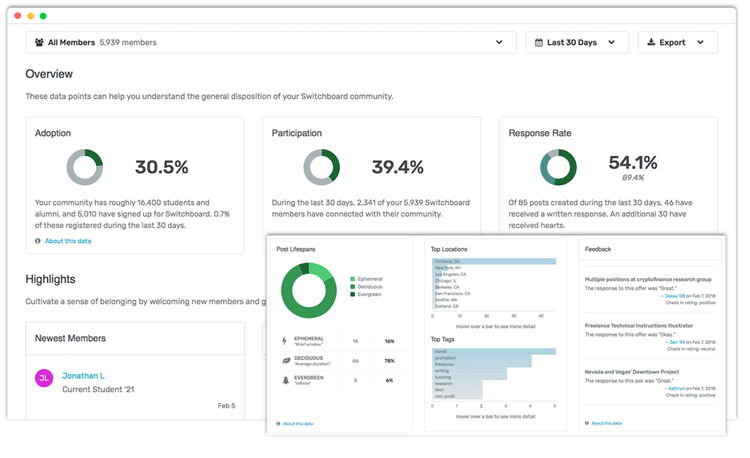 All Members 5,939 members
Last 30 Days
Export
Overview
These data points can help you understand the general disposition of your Switchboard community.
Adoption
30.5%
Your community has roughly 16,400 students and
alumni, and 5,010 have signed up for Switchboard. 0.7%
of these registered during the last 30 days.
About this data
Participation
39.4%
During the last 30 days, 2,341 of your 5,939 Switchboard
members have connected with their community.
Response Rate
54.1%
89.4%
Of 85 posts created during the last 30 days, 46 have
received a written response. An additional 30 have
received hearts.
Highlights
Cultivate a sense of belonging by welcoming new members and g
Newest Members
JL
Jonathan L
Current Student '21
Feb 5
Post Lifespans
Ephemeral
Deciduous
Evergreen
EPHEMERAL 14 16%
"Brief window"
DECIDUOUS 66 78%
"Average duration"
EVERGREEN 5 6%
"Infinite"
About this data
Top Locations
Portland, OR
New York, NY
Los Angeles, CA
Chicago, IL
Berkeley, CA
San Francisco, CA
Seattle, WA
Oakland, CA
0 10 20 30 40
Hover over a bar to see more detail
Top Tags
travel
journalism
freelance
writing
tutoring
research
tech
non-profit
0 1 2 3 4 5
Hover over a bar to see more detail
Feedback
Multiple positions at cryptofinance research group
The response to this offer was "Great."
– Jessa '08 on Feb 7, 2018
Check in rating: positive
Freelance Technical Instructions Illustrator
The response to this offer was "Okay."
– Jen '94 on Feb 7, 2018
Check in rating: neutral
Nevada and Vegas' Downtown Project
The response to this ask was "Great."
– Kathryn on Feb 7, 2018
Check in rating: positive
About this data